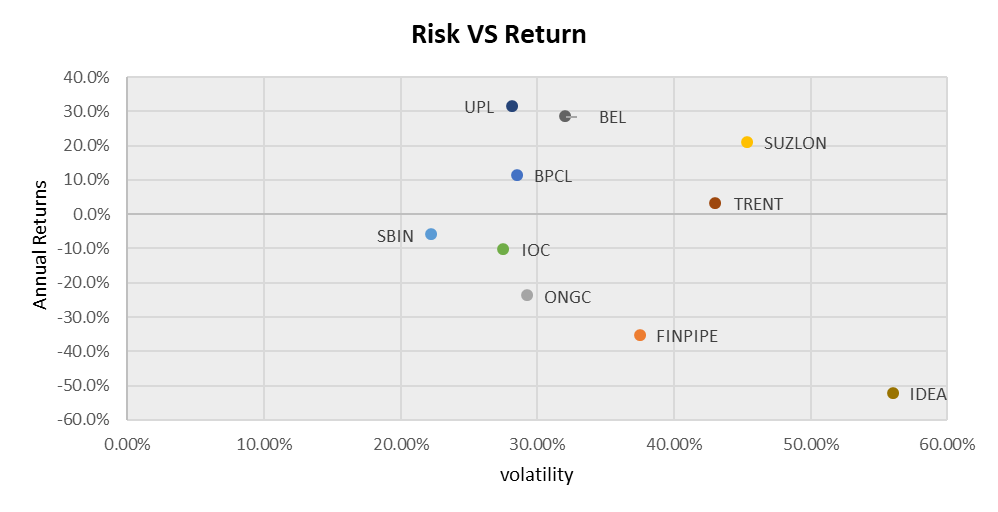 Risk VS Return
40.0%
30.0%
20.0%
10.0%
0.0%
-10.0%
-20.0%
-30.0%
-40.0%
-50.0%
-60.0%
Annual Returns
UPL
BEL
SUZLON
BPCL
TRENT
SBIN
IOC
ONGC
FINPIPE
IDEA
0.00% 10.00% 20.00% 30.00% 40.00% 50.00% 60.00%
volatility